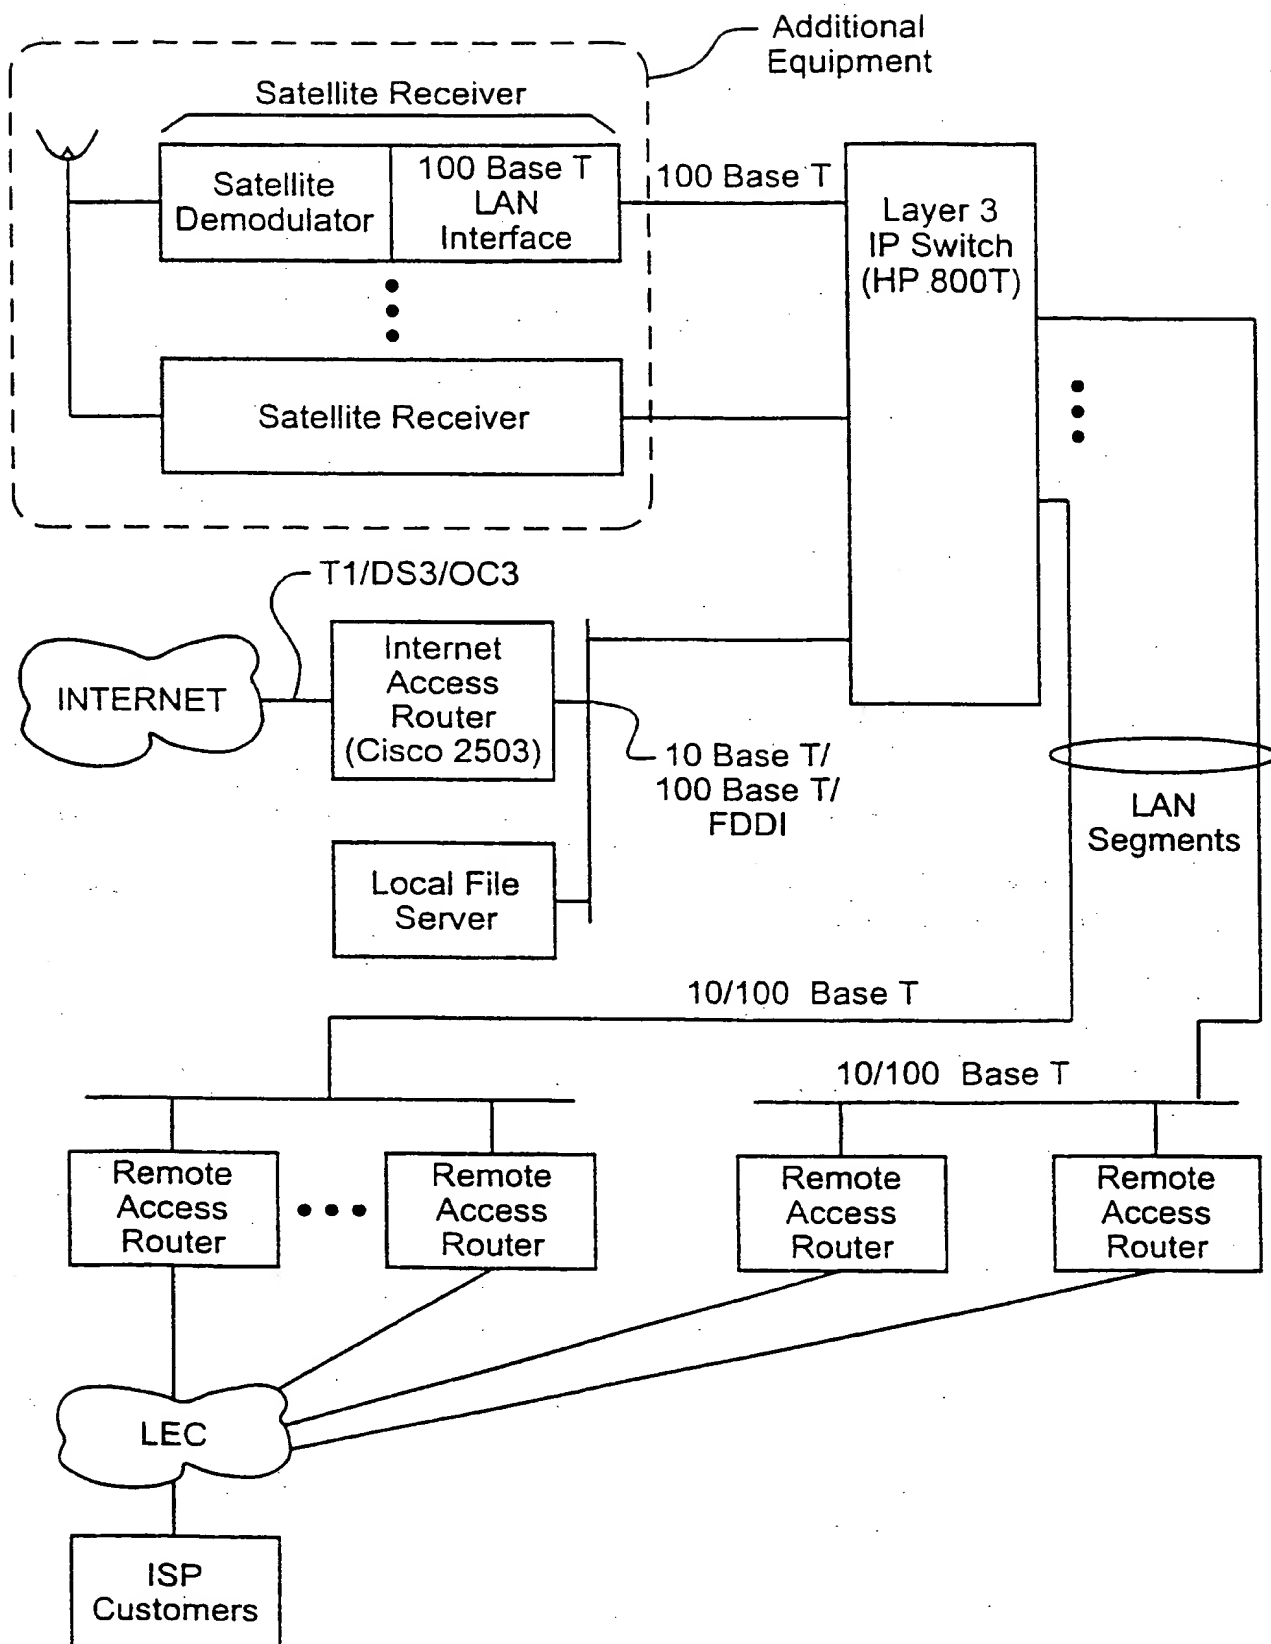 Additional
Equipment
Satellite Receiver
Satellite
Demodulator
100 Base T
LAN
Interface
100 Base T
Layer 3
IP Switch
(HP 800T)
Satellite Receiver
T1/DS3/OC3
INTERNET
Internet
Access
Router
(Cisco 2503)
10 Base T/
100 Base T/
FDDI
LAN
Segments
Local File
Server
10/100 Base T
10/100 Base T
Remote
Access
Router
Remote
Access
Router
Remote
Access
Router
Remote
Access
Router
LEC
ISP
Customers